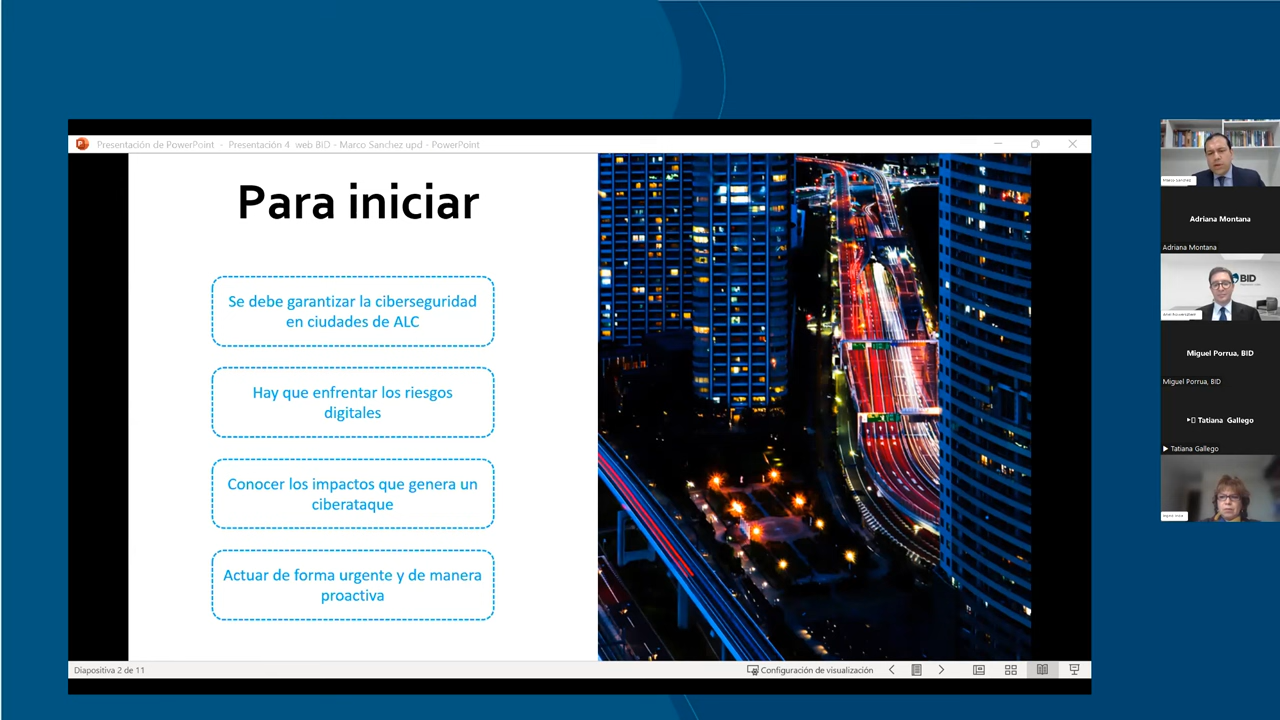 Presentación de PowerPoint - Presentación 4 web BID - Marco Sanchez upd - PowerPoint
Para iniciar
Se debe garantizar la ciberseguridad
en ciudades de ALC
Hay que enfrentar los riesgos
digitales
Conocer los impactos que genera un
ciberataque
Actuar de forma urgente y de manera
proactiva
Diapositiva 2 de 11
Configuración de visualización
Marco Sanchez
Adriana Montana
Adriana Montana
BID
Miguel Porrua, BID
Miguel Porrua, BID
Tatiana Gallego
Tatiana Gallego